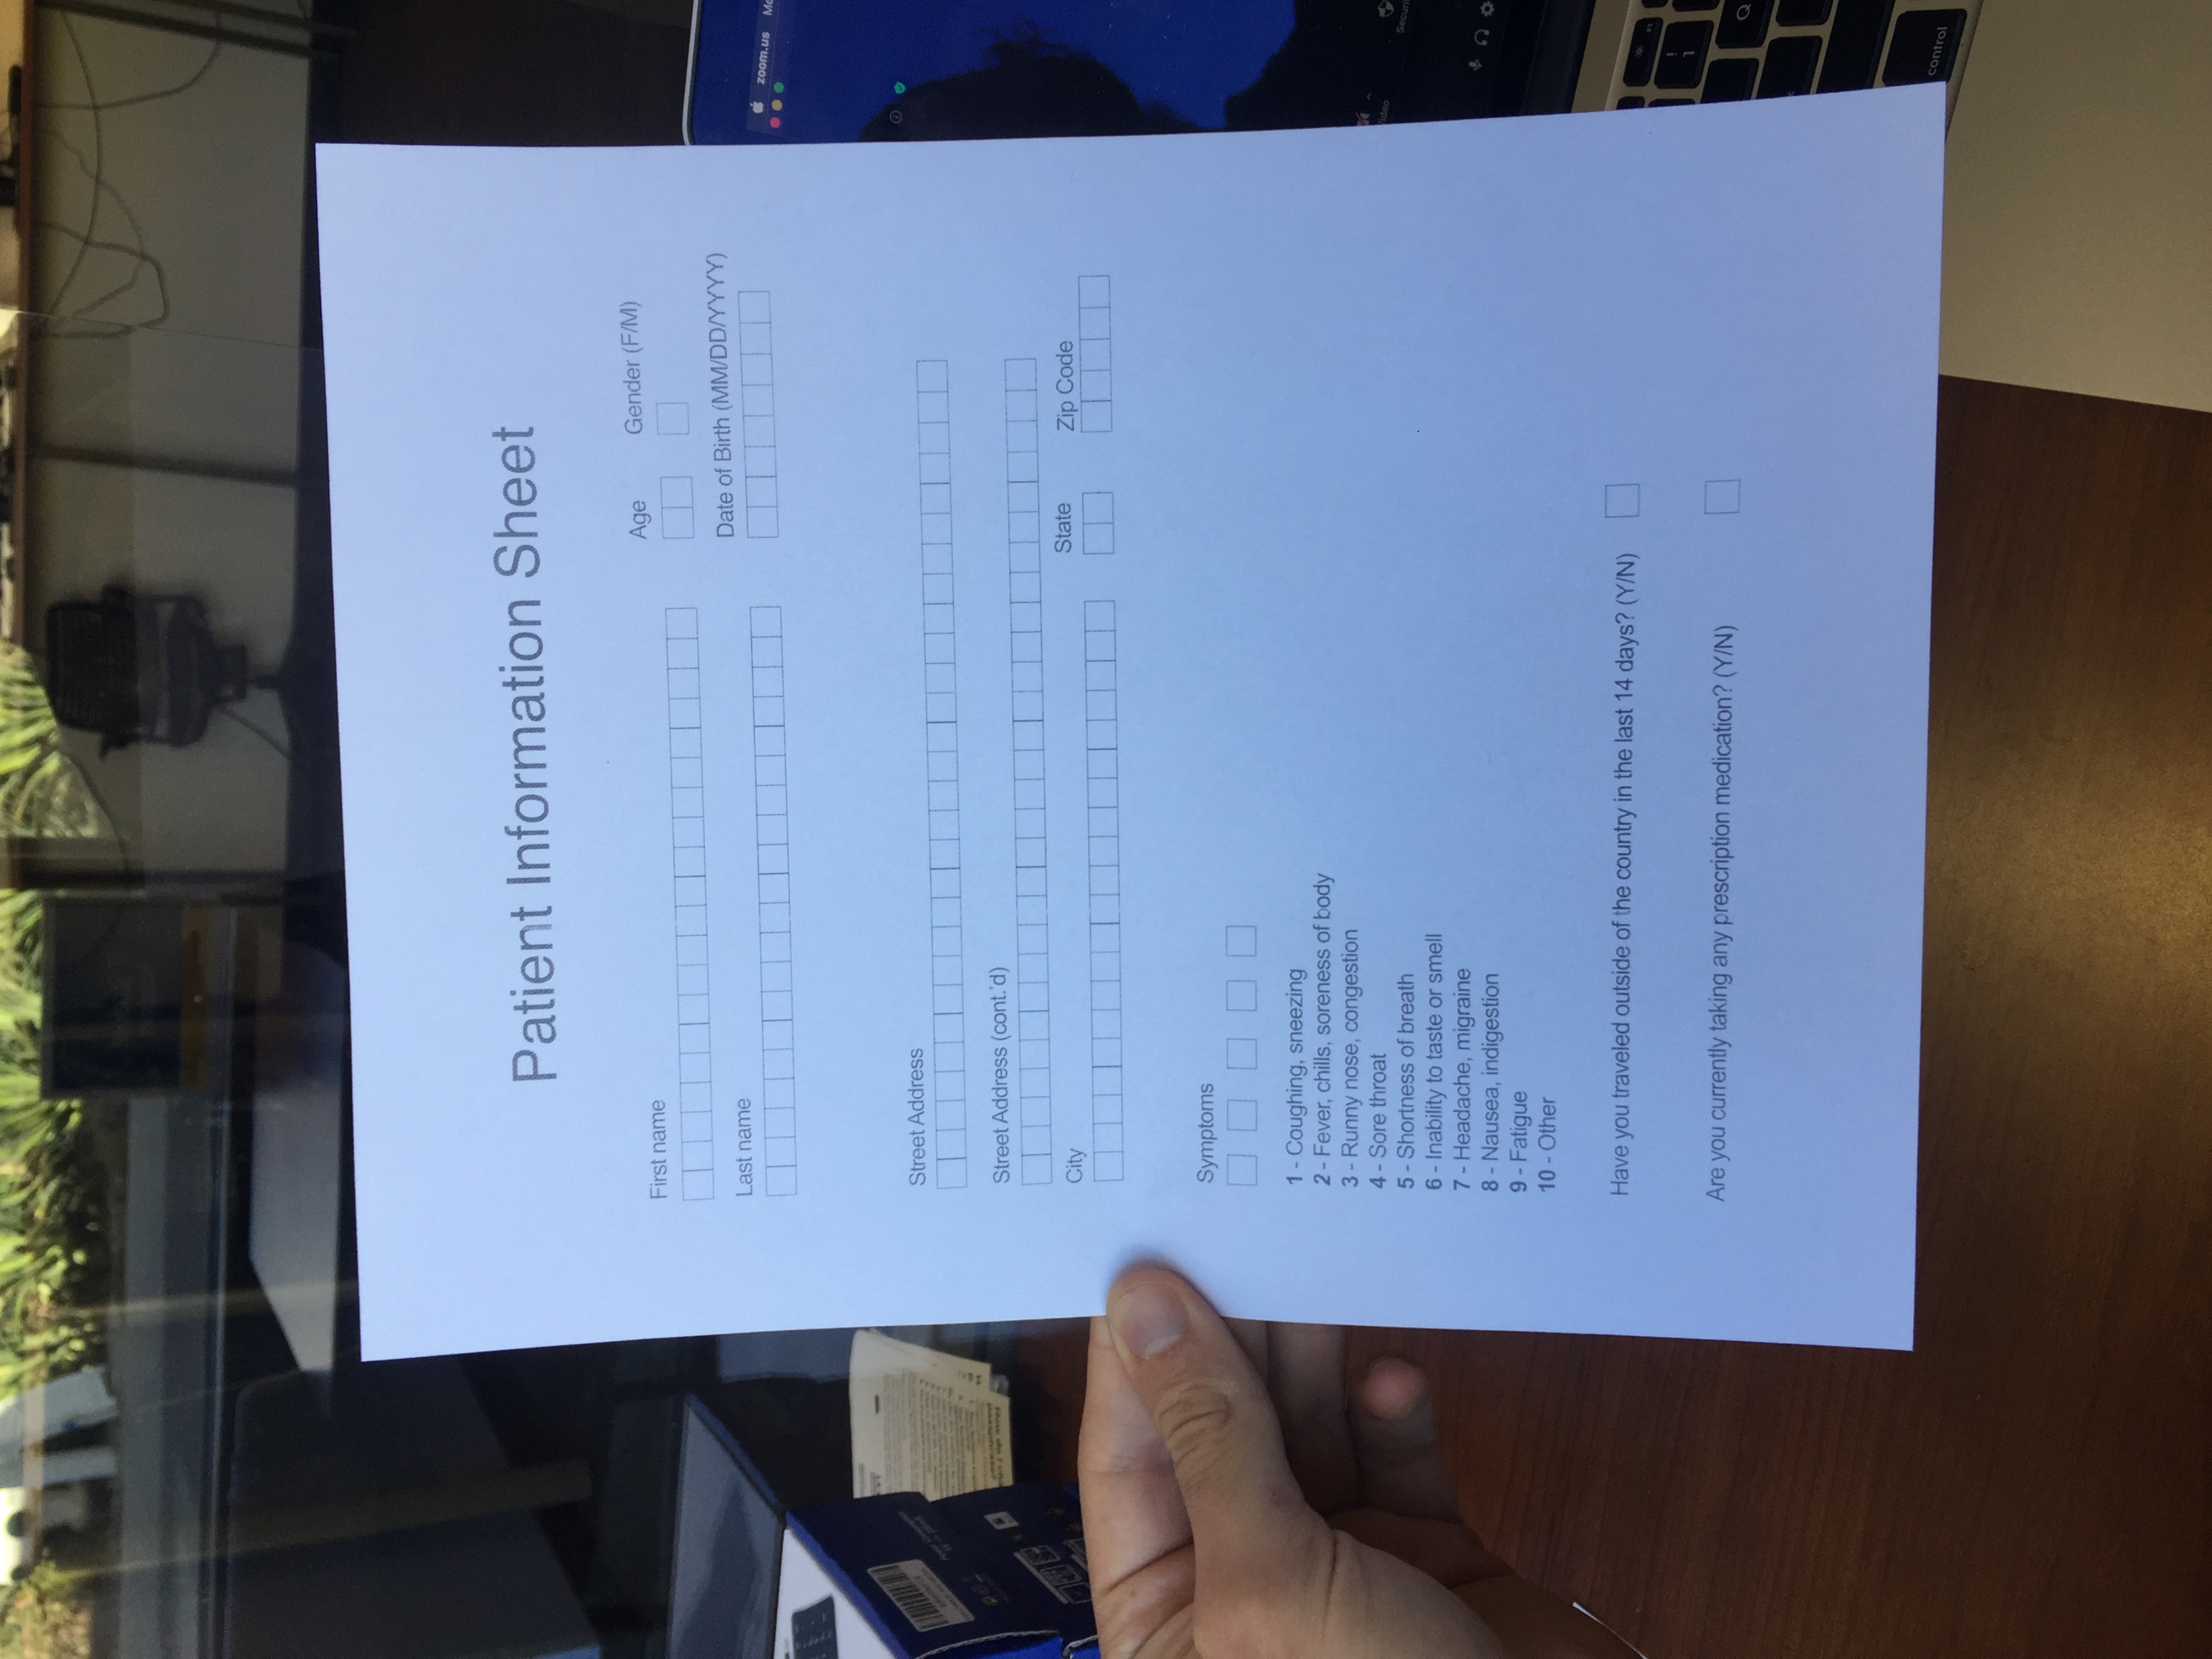 Patient Information Sheet
First name
Age
Gender (F/M)
Last name
Date of Birth (MM/DD/YYYY)
Street Address
Street Address (cont.'d)
City
State
Zip Code
Symptoms
1 - Coughing, sneezing
2 - Fever, chills, soreness of body
3 - Runny nose, congestion
4 - Sore throat
5 - Shortness of breath
6 - Inability to taste or smell
7 - Headache, migraine
8 - Nausea, indigestion
9 - Fatigue
10 - Other
Have you traveled outside of the country in the last 14 days? (Y/N)
Are you currently taking any prescription medication? (Y/N)
zoom.us
!
1
Q
control